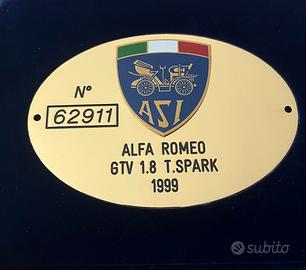 N°
62911
ASI
ALFA ROMEO
GTV 1.8 T.SPARK
1999
subito